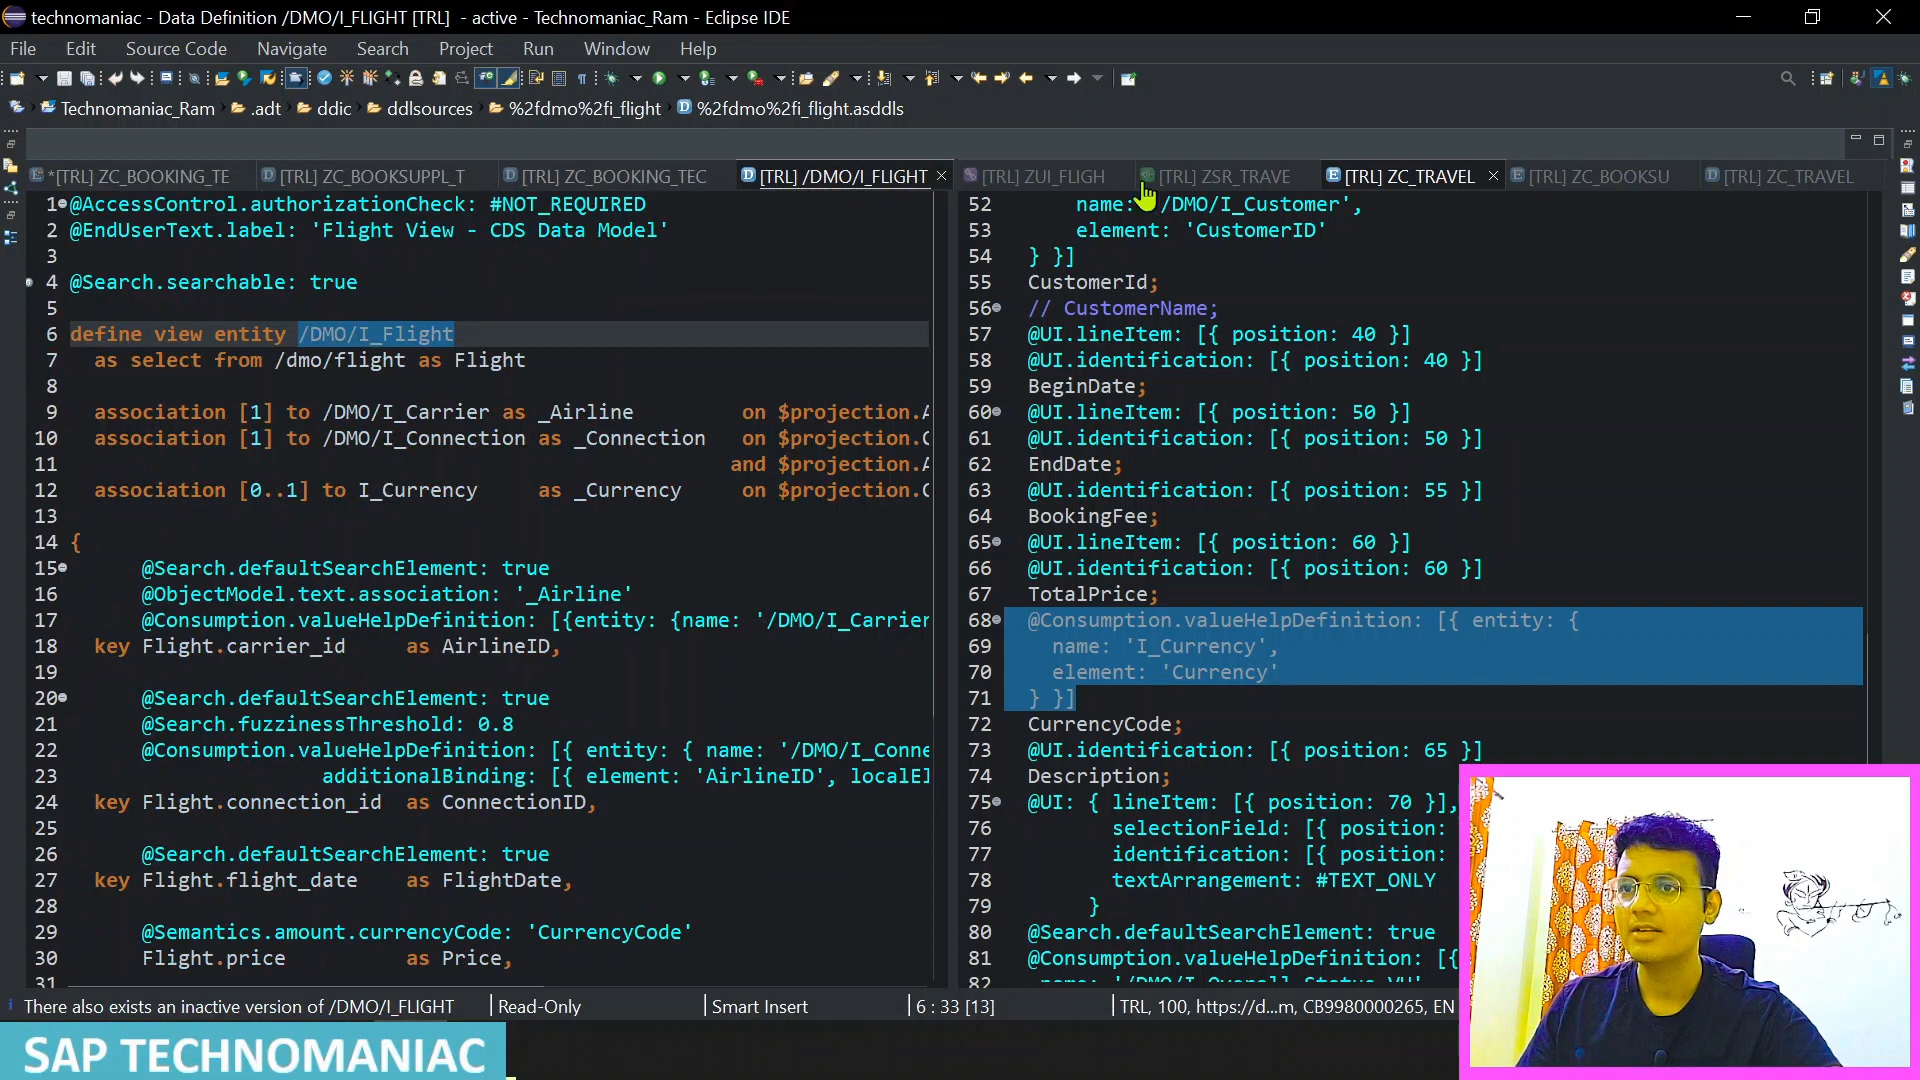 technomaniac - Data Definition /DMO/I_FLIGHT [TRL] - active - Technomaniac_Ram - Eclipse IDE
File Edit Source Code Navigate Search Project Run Window Help
Technomaniac_Ram .adt ddic ddlsources %2fdmo%2fi_flight %2fdmo%2fi_flight.asddls
*[TRL] ZC_BOOKING_TE [TRL] ZC_BOOKSUPPL_T [TRL] ZC_BOOKING_TEC [TRL] /DMO/I_FLIGHT
1 @AccessControl.authorizationCheck: #NOT_REQUIRED
2 @EndUserText.label: 'Flight View - CDS Data Model'
3
4 @Search.searchable: true
5
6 define view entity /DMO/I_Flight
7 as select from /dmo/flight as Flight
8
9 association [1] to /DMO/I_Carrier as _Airline on $projection.A
10 association [1] to /DMO/I_Connection as _Connection on $projection.C
11 and $projection.A
12 association [0..1] to I_Currency as _Currency on $projection.C
13
14 {
15 @Search.defaultSearchElement: true
16 @ObjectModel.text.association: '_Airline'
17 @Consumption.valueHelpDefinition: [{entity: {name: '/DMO/I_Carrier
18 key Flight.carrier_id as AirlineID,
19
20 @Search.defaultSearchElement: true
21 @Search.fuzzinessThreshold: 0.8
22 @Consumption.valueHelpDefinition: [{ entity: { name: '/DMO/I_Conne
23 additionalBinding: [{ element: 'AirlineID', localEl
24 key Flight.connection_id as ConnectionID,
25
26 @Search.defaultSearchElement: true
27 key Flight.flight_date as FlightDate,
28
29 @Semantics.amount.currencyCode: 'CurrencyCode'
30 Flight.price as Price,
31
[TRL] ZUI_FLIGH [TRL] ZSR_TRAVE [TRL] ZC_TRAVEL [TRL] ZC_BOOKSU [TRL] ZC_TRAVEL
52 name: '/DMO/I_Customer',
53 element: 'CustomerID'
54 } }]
55 CustomerId;
56 // CustomerName;
57 @UI.lineItem: [{ position: 40 }]
58 @UI.identification: [{ position: 40 }]
59 BeginDate;
60 @UI.lineItem: [{ position: 50 }]
61 @UI.identification: [{ position: 50 }]
62 EndDate;
63 @UI.identification: [{ position: 55 }]
64 BookingFee;
65 @UI.lineItem: [{ position: 60 }]
66 @UI.identification: [{ position: 60 }]
67 TotalPrice;
68 @Consumption.valueHelpDefinition: [{ entity: {
69 name: 'I_Currency',
70 element: 'Currency'
71 } }]
72 CurrencyCode;
73 @UI.identification: [{ position: 65 }]
74 Description;
75 @UI: { lineItem: [{ position: 70 }],
76 selectionField: [{ position:
77 identification: [{ position:
78 textArrangement: #TEXT_ONLY
79 }
80 @Search.defaultSearchElement: true
81 @Consumption.valueHelpDefinition: [{
82
There also exists an inactive version of /DMO/I_FLIGHT Read-Only Smart Insert 6 : 33 [13] TRL, 100, https://d...m, CB9980000265, EN
SAP TECHNOMANIAC